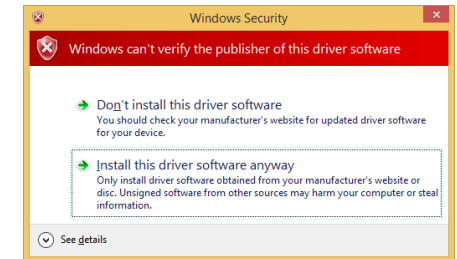 Windows Security
Windows can't verify the publisher of this driver software
Don't install this driver software
You should check your manufacturer's website for updated driver software
for your device.
Install this driver software anyway
Only install driver software obtained from your manufacturer's website or
disc. Unsigned software from other sources may harm your computer or steal
information.
See details